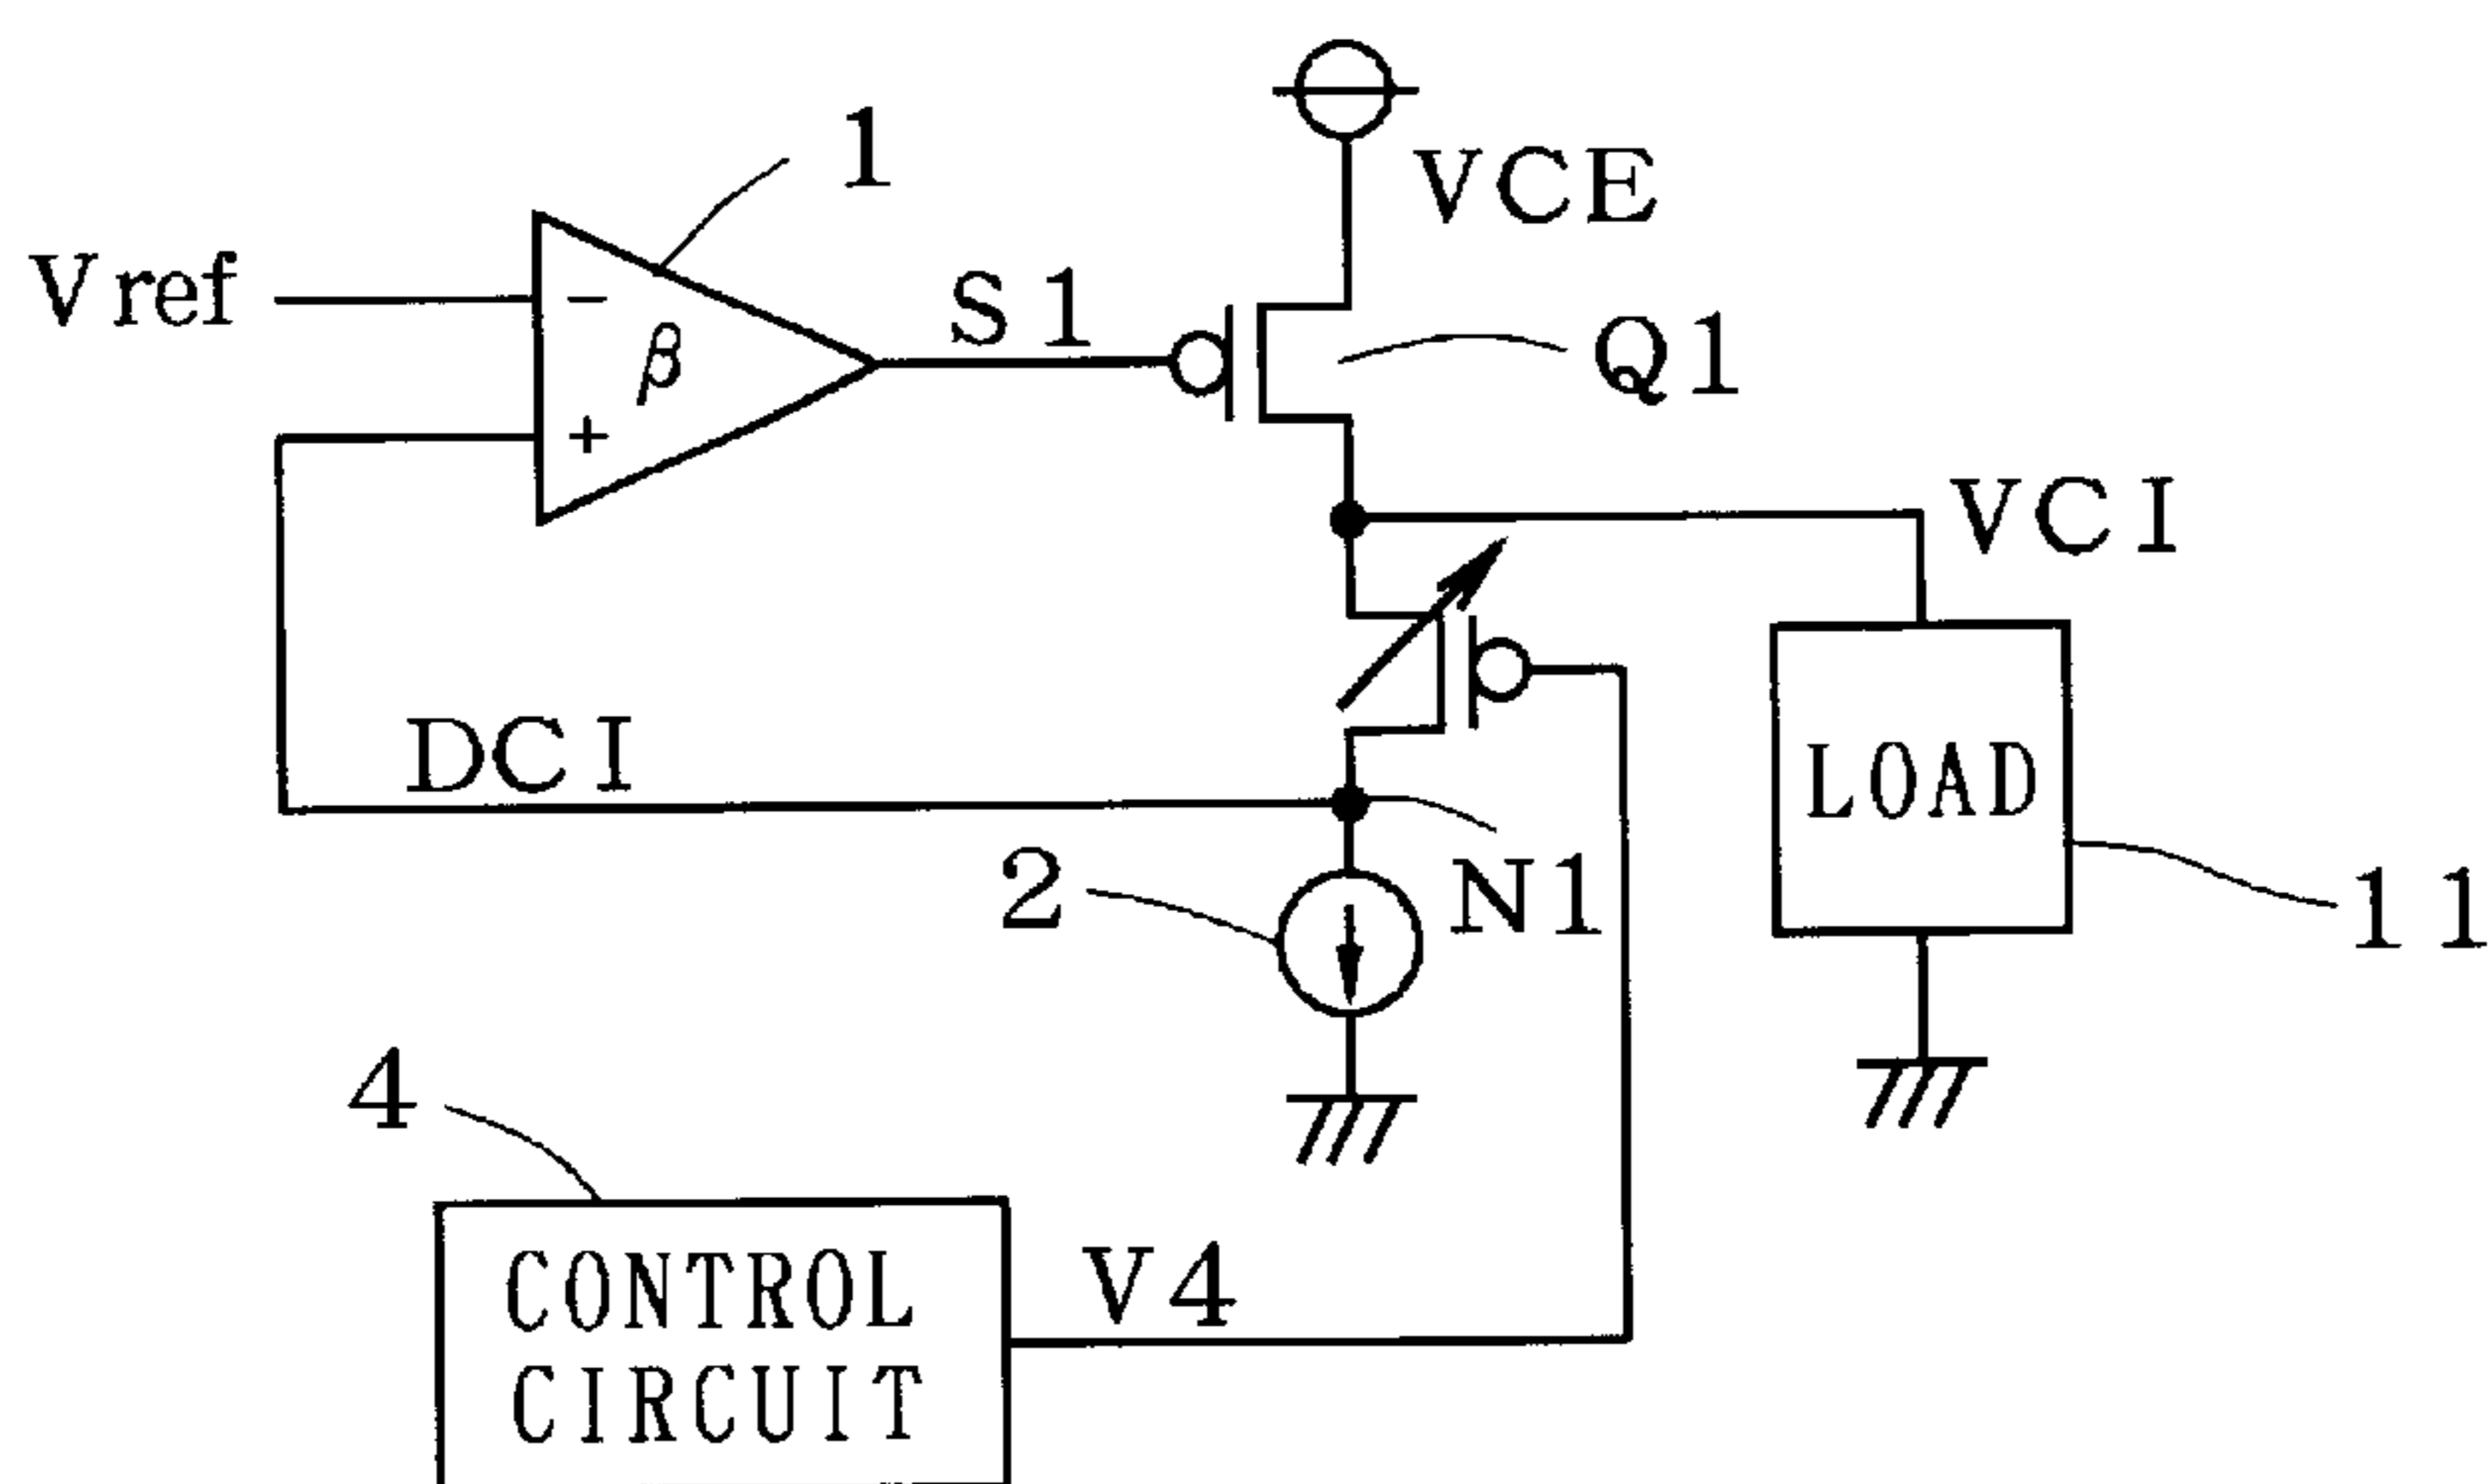 1
VCE
Vref
−
β
+
S1
Q1
VCI
DCI
LOAD
2
N1
11
4
CONTROL
CIRCUIT
V4